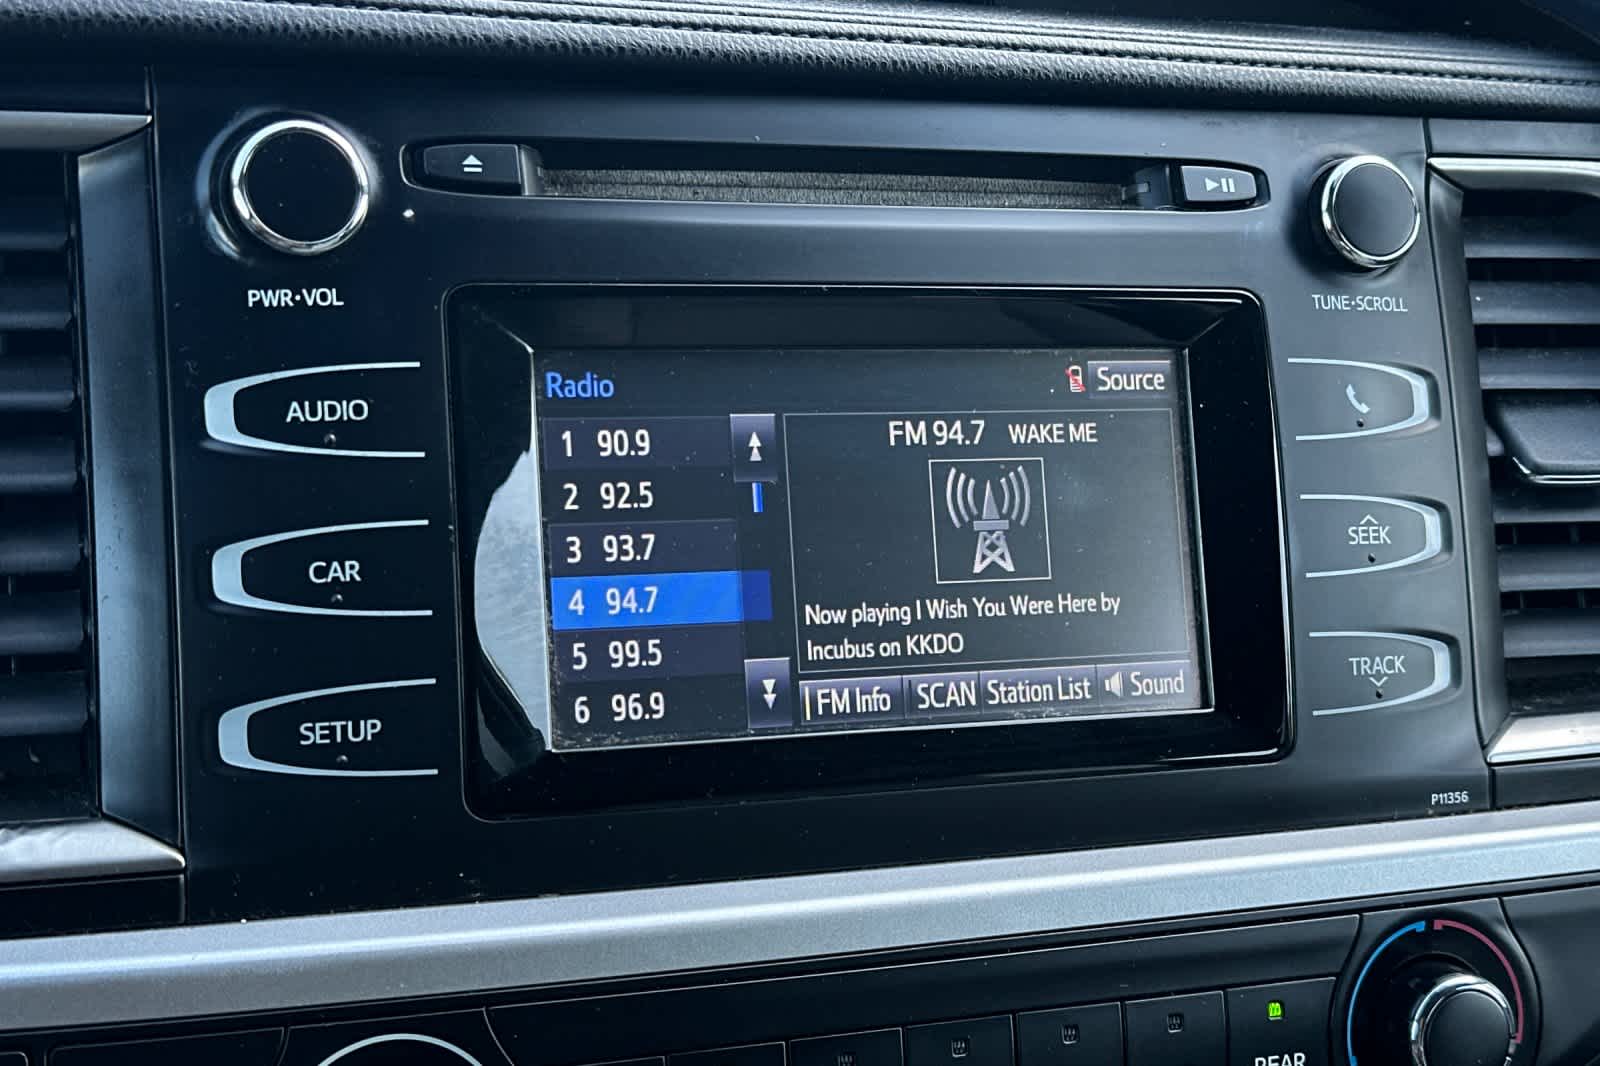 PWR•VOL
TUNE•SCROLL
AUDIO
CAR
SETUP
Radio
Source
1 90.9
2 92.5
3 93.7
4 94.7
5 99.5
6 96.9
FM 94.7 WAKE ME
Now playing I Wish You Were Here by
Incubus on KKDO
FM Info
SCAN
Station List
Sound
SEEK
TRACK
P11356
REAR